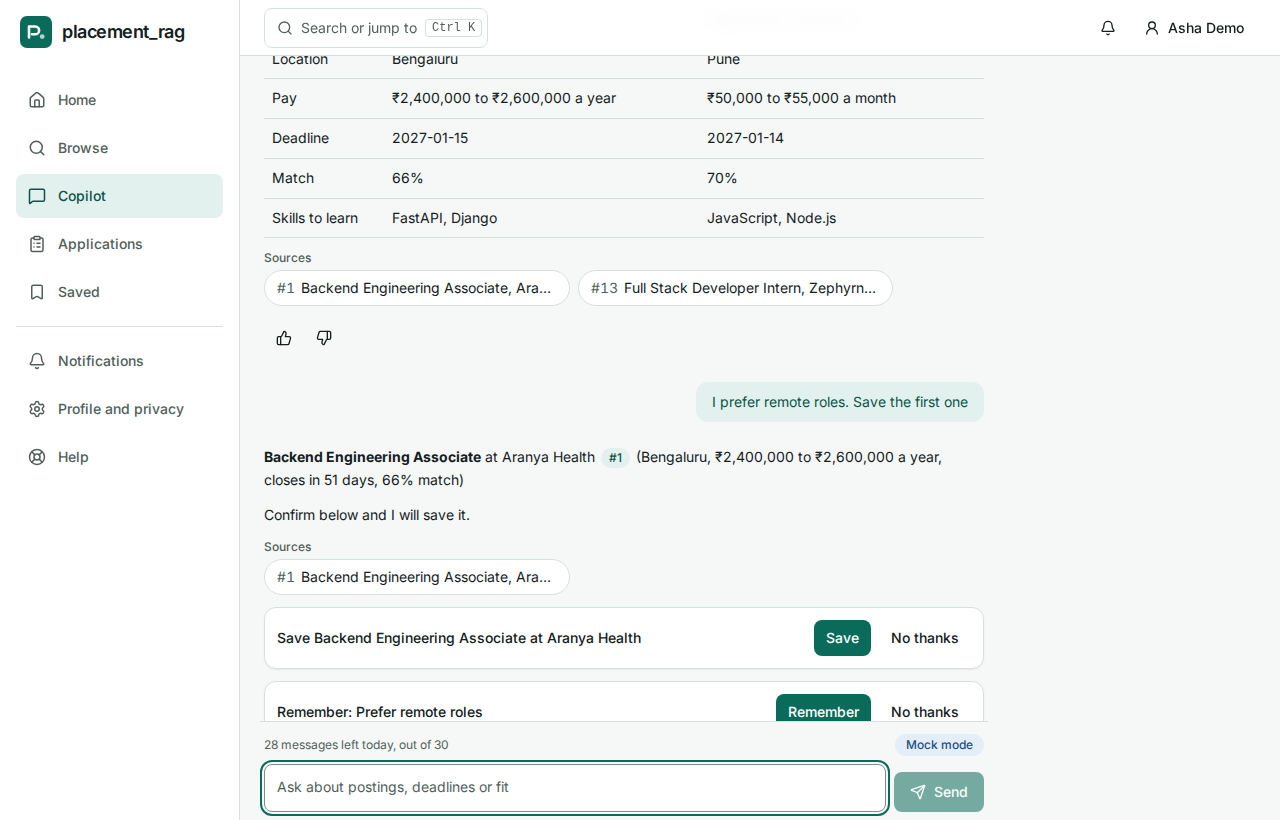 placement_rag
Search or jump to Ctrl K
Asha Demo
Home
Browse
Copilot
Applications
Saved
Notifications
Profile and privacy
Help
Location Bengaluru Pune
Pay ₹2,400,000 to ₹2,600,000 a year ₹50,000 to ₹55,000 a month
Deadline 2027-01-15 2027-01-14
Match 66% 70%
Skills to learn FastAPI, Django JavaScript, Node.js
Sources
#1 Backend Engineering Associate, Ara... #13 Full Stack Developer Intern, Zephyrn...
I prefer remote roles. Save the first one
Backend Engineering Associate at Aranya Health #1 (Bengaluru, ₹2,400,000 to ₹2,600,000 a year,
closes in 51 days, 66% match)
Confirm below and I will save it.
Sources
#1 Backend Engineering Associate, Ara...
Save Backend Engineering Associate at Aranya Health Save No thanks
Remember: Prefer remote roles Remember No thanks
28 messages left today, out of 30 Mock mode
Ask about postings, deadlines or fit Send